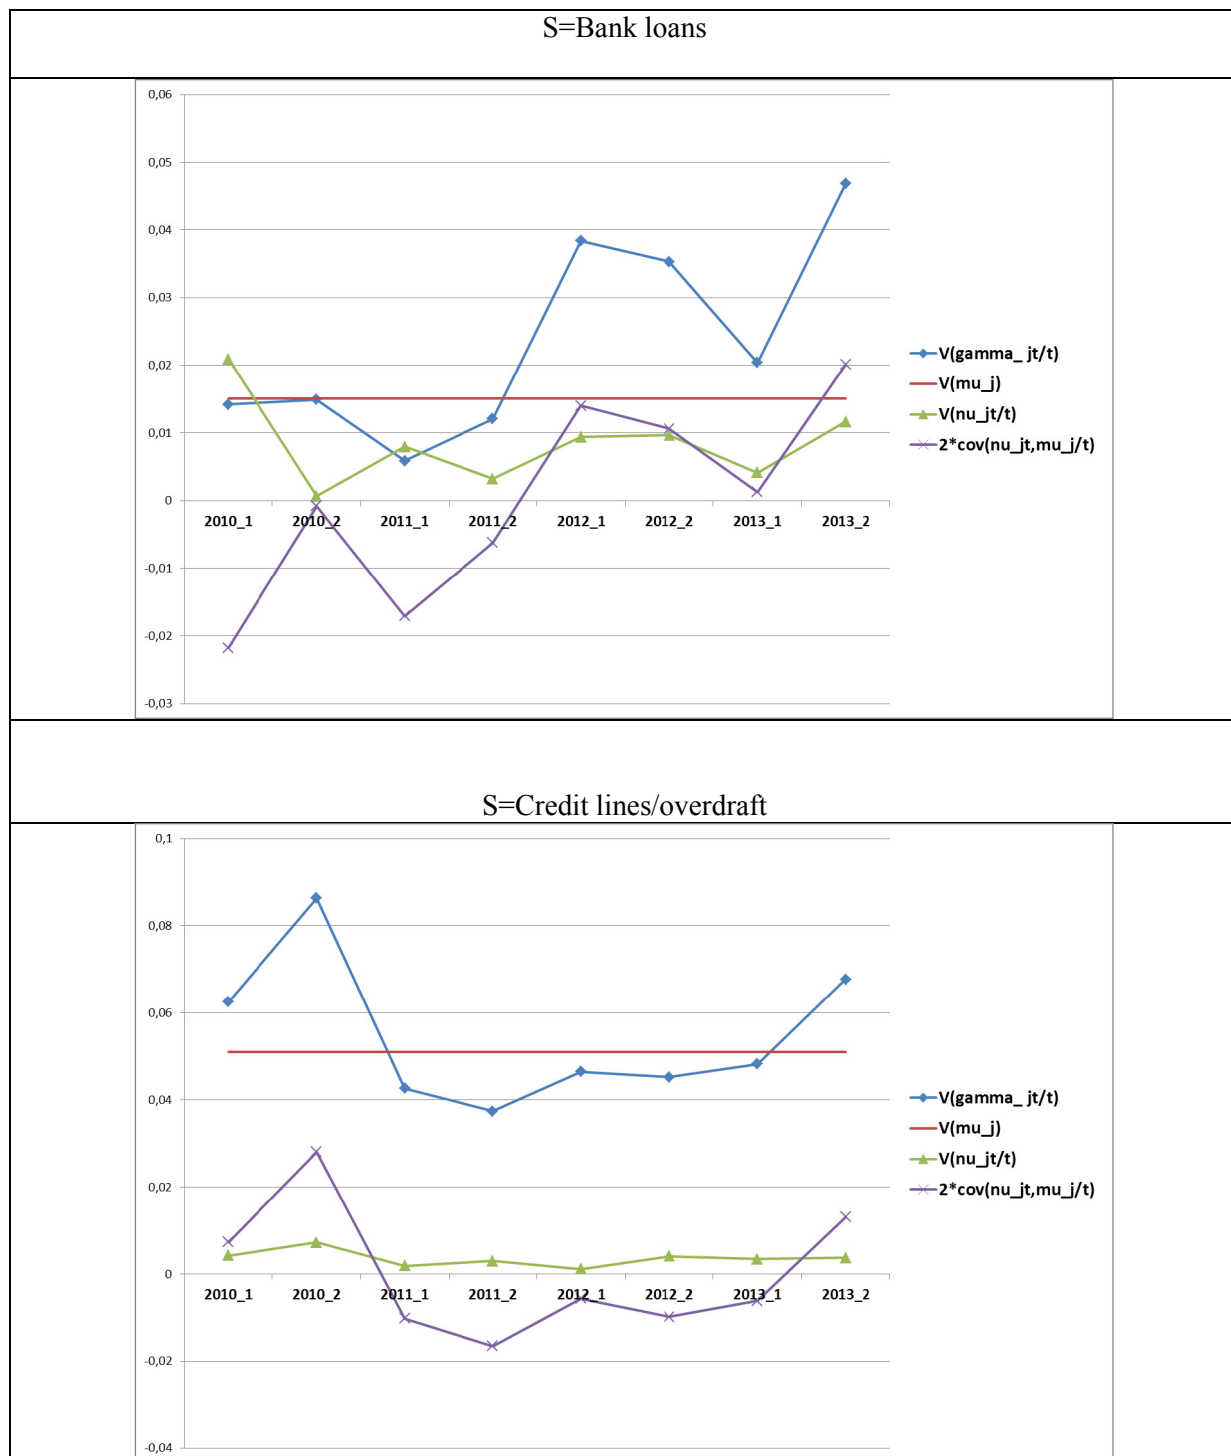 S=Bank loans
0,06
0,05
0,04
0,03
0,02
0,01
0
-0,01
-0,02
-0,03
2010_1 2010_2 2011_1 2011_2 2012_1 2012_2 2013_1 2013_2
V(gamma_ jt/t)
V(mu_j)
V(nu_jt/t)
2*cov(nu_jt,mu_j/t)
S=Credit lines/overdraft
0,1
0,08
0,06
0,04
0,02
0
-0,02
-0,04
2010_1 2010_2 2011_1 2011_2 2012_1 2012_2 2013_1 2013_2
V(gamma_ jt/t)
V(mu_j)
V(nu_jt/t)
2*cov(nu_jt,mu_j/t)